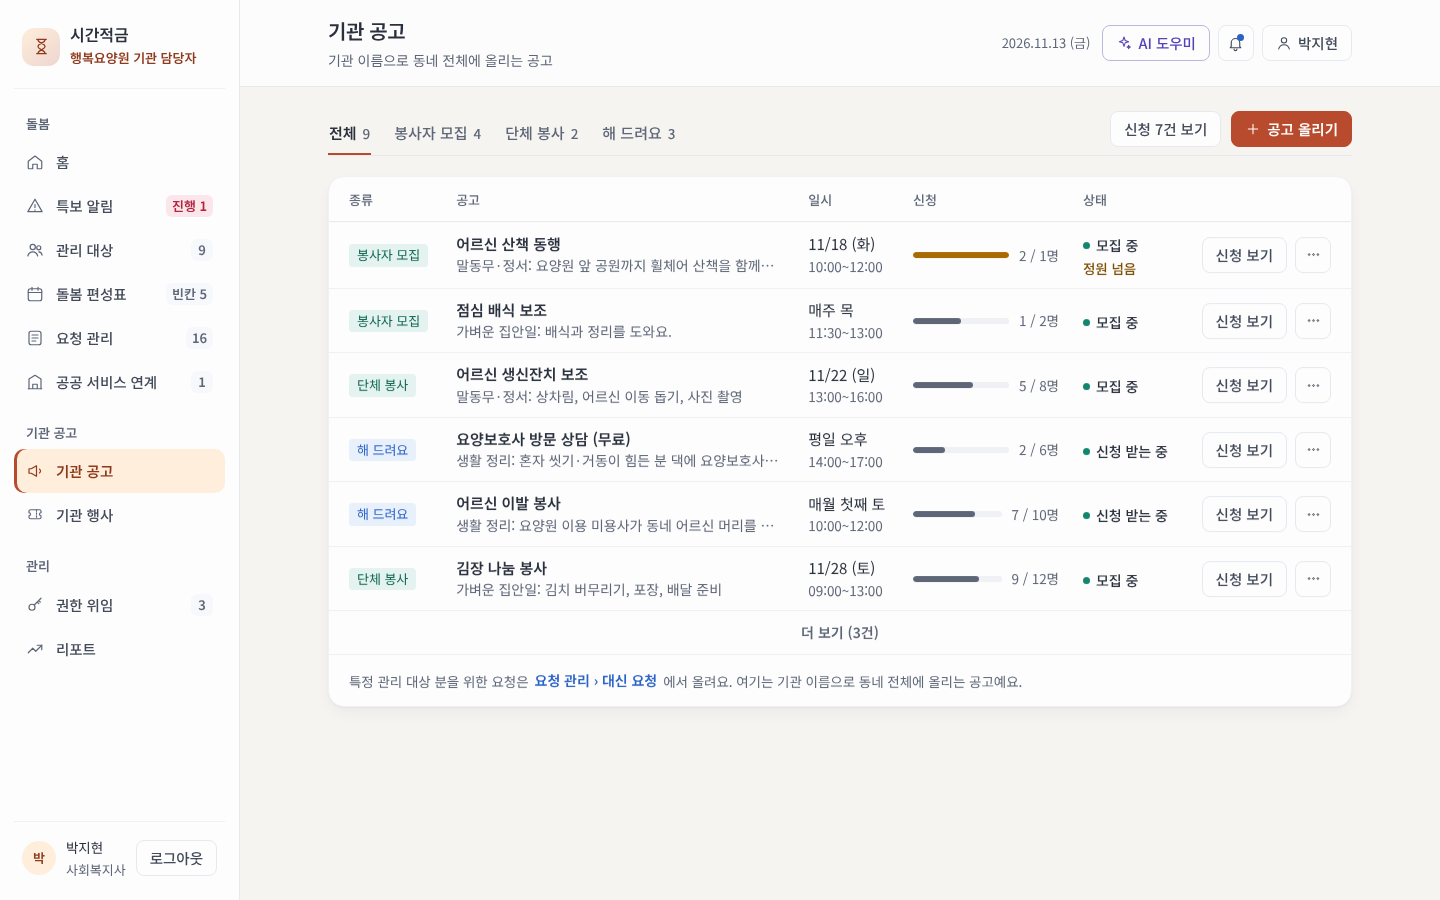 시간적금
행복요양원 기관 담당자
돌봄
홈
특보 알림 진행 1
관리 대상 9
돌봄 편성표 빈칸 5
요청 관리 16
공공 서비스 연계 1
기관 공고
기관 공고
기관 행사
관리
권한 위임 3
리포트
박 박지현
사회복지사
로그아웃
기관 공고
기관 이름으로 동네 전체에 올리는 공고
2026.11.13 (금) AI 도우미 박지현
전체 9 봉사자 모집 4 단체 봉사 2 해 드려요 3
신청 7건 보기 + 공고 올리기
종류 공고 일시 신청 상태
봉사자 모집 어르신 산책 동행 11/18 (화) 2 / 1명 모집 중 신청 보기 ···
말동무·정서: 요양원 앞 공원까지 휠체어 산책을 함께… 10:00~12:00 정원 넘음
봉사자 모집 점심 배식 보조 매주 목 1 / 2명 모집 중 신청 보기 ···
가벼운 집안일: 배식과 정리를 도와요. 11:30~13:00
단체 봉사 어르신 생신잔치 보조 11/22 (일) 5 / 8명 모집 중 신청 보기 ···
말동무·정서: 상차림, 어르신 이동 돕기, 사진 촬영 13:00~16:00
해 드려요 요양보호사 방문 상담 (무료) 평일 오후 2 / 6명 신청 받는 중 신청 보기 ···
생활 정리: 혼자 씻기·거동이 힘든 분 댁에 요양보호사… 14:00~17:00
해 드려요 어르신 이발 봉사 매월 첫째 토 7 / 10명 신청 받는 중 신청 보기 ···
생활 정리: 요양원 이용 미용사가 동네 어르신 머리를 … 10:00~12:00
단체 봉사 김장 나눔 봉사 11/28 (토) 9 / 12명 모집 중 신청 보기 ···
가벼운 집안일: 김치 버무리기, 포장, 배달 준비 09:00~13:00
더 보기 (3건)
특정 관리 대상 분을 위한 요청은 요청 관리 › 대신 요청 에서 올려요. 여기는 기관 이름으로 동네 전체에 올리는 공고예요.